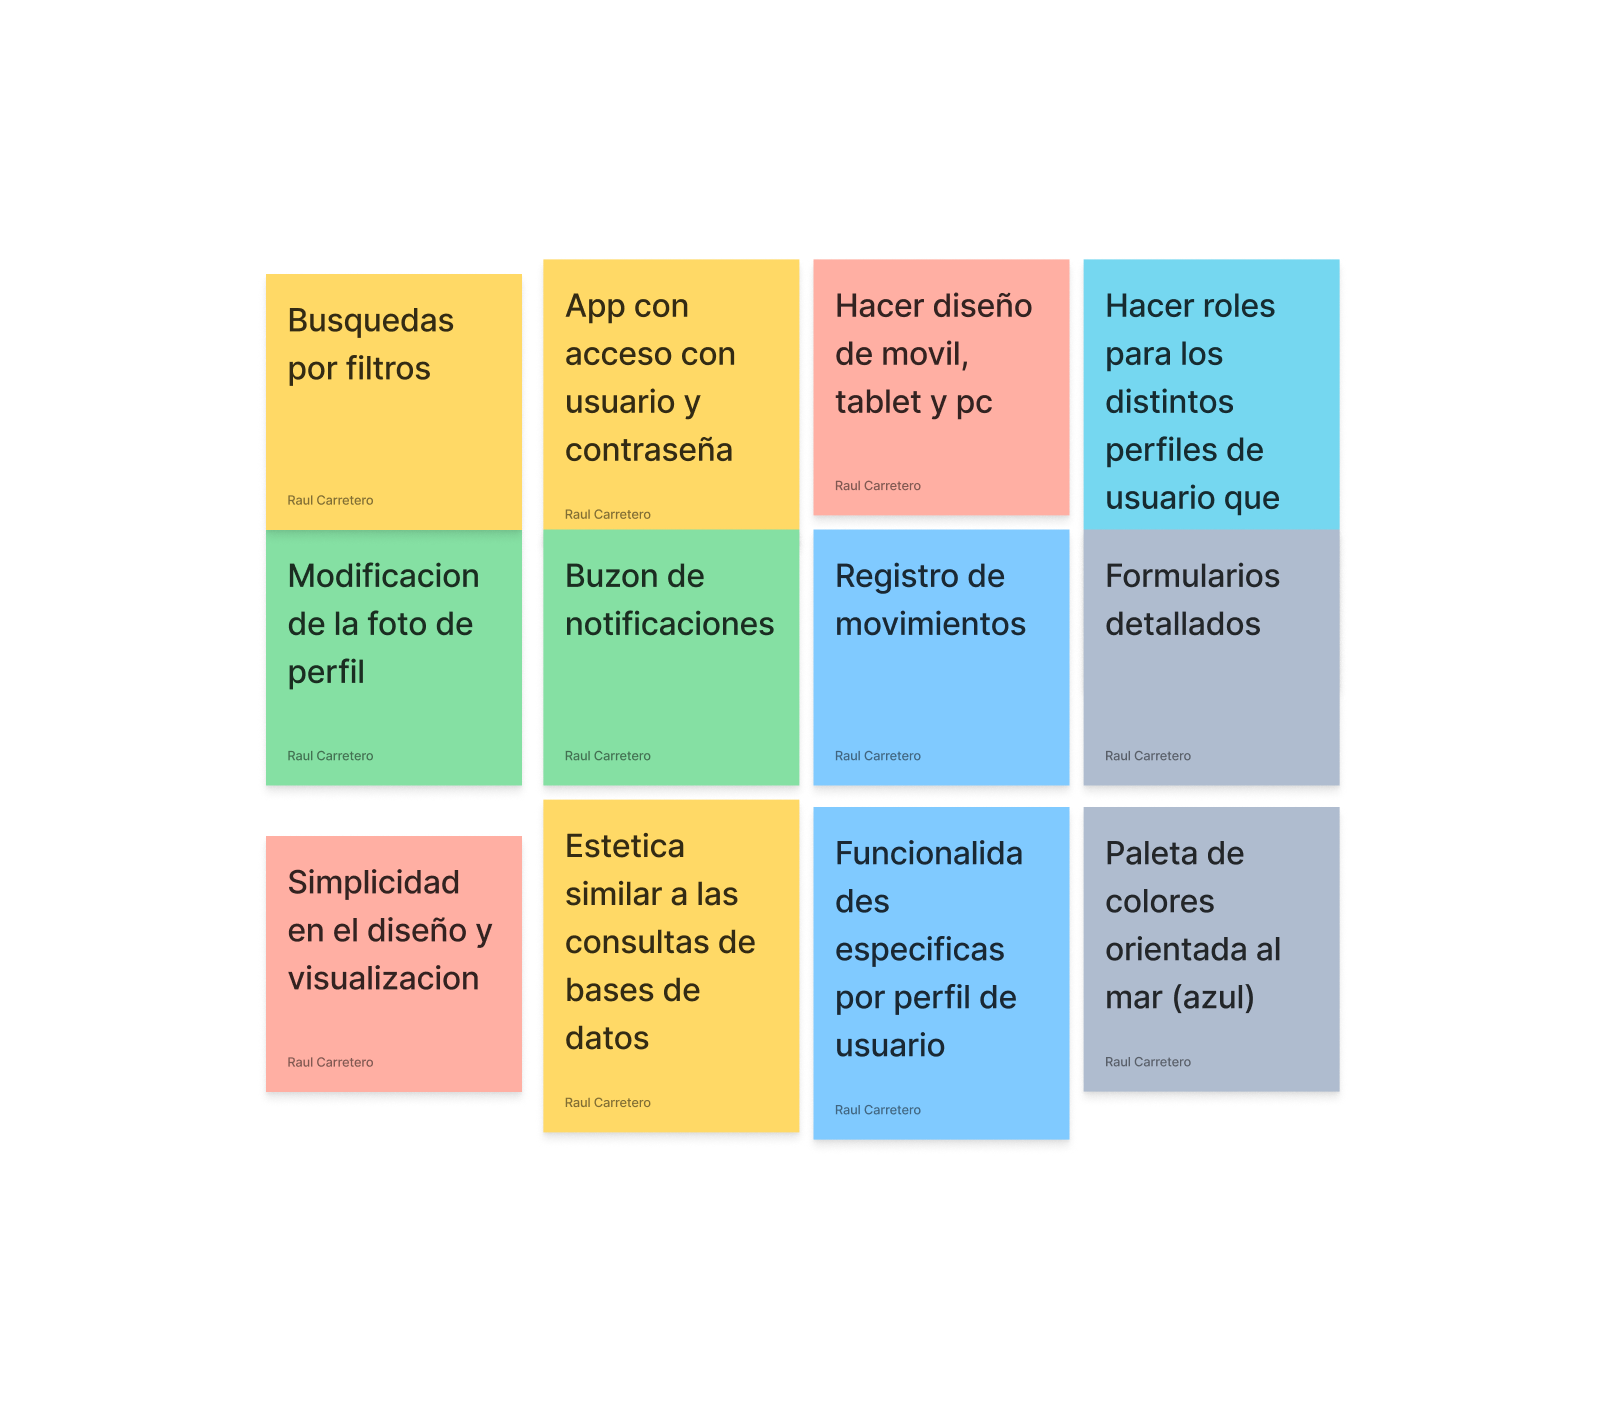 Busquedas
por filtros
Raul Carretero
App con
acceso con
usuario y
contraseña
Raul Carretero
Hacer diseño
de movil,
tablet y pc
Raul Carretero
Hacer roles
para los
distintos
perfiles de
usuario que
Modificacion
de la foto de
perfil
Raul Carretero
Buzon de
notificaciones
Raul Carretero
Registro de
movimientos
Raul Carretero
Formularios
detallados
Raul Carretero
Simplicidad
en el diseño y
visualizacion
Raul Carretero
Estetica
similar a las
consultas de
bases de
datos
Raul Carretero
Funcionalida
des
especificas
por perfil de
usuario
Raul Carretero
Paleta de
colores
orientada al
mar (azul)
Raul Carretero